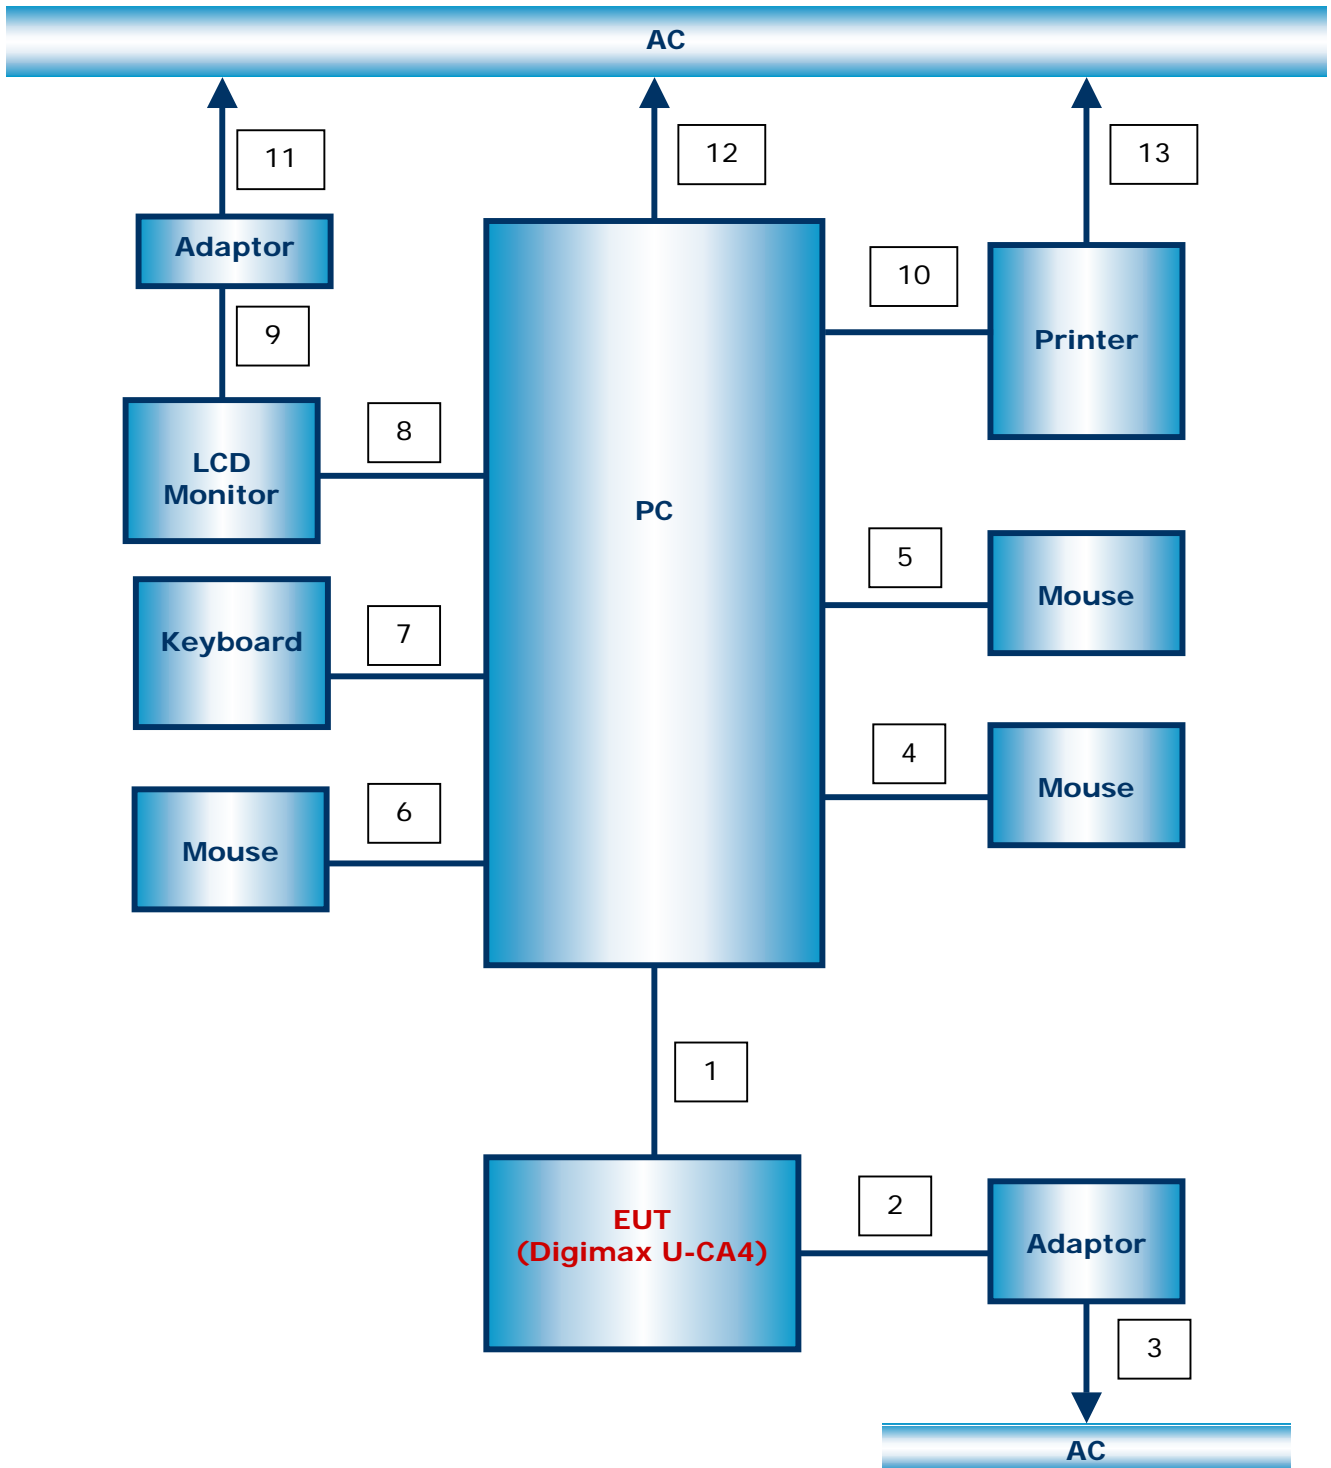 AC
11
12
13
Adaptor
10
9
Printer
8
LCD
Monitor
PC
5
Mouse
7
Keyboard
4
Mouse
6
Mouse
1
EUT
(Digimax U-CA4)
2
Adaptor
3
AC